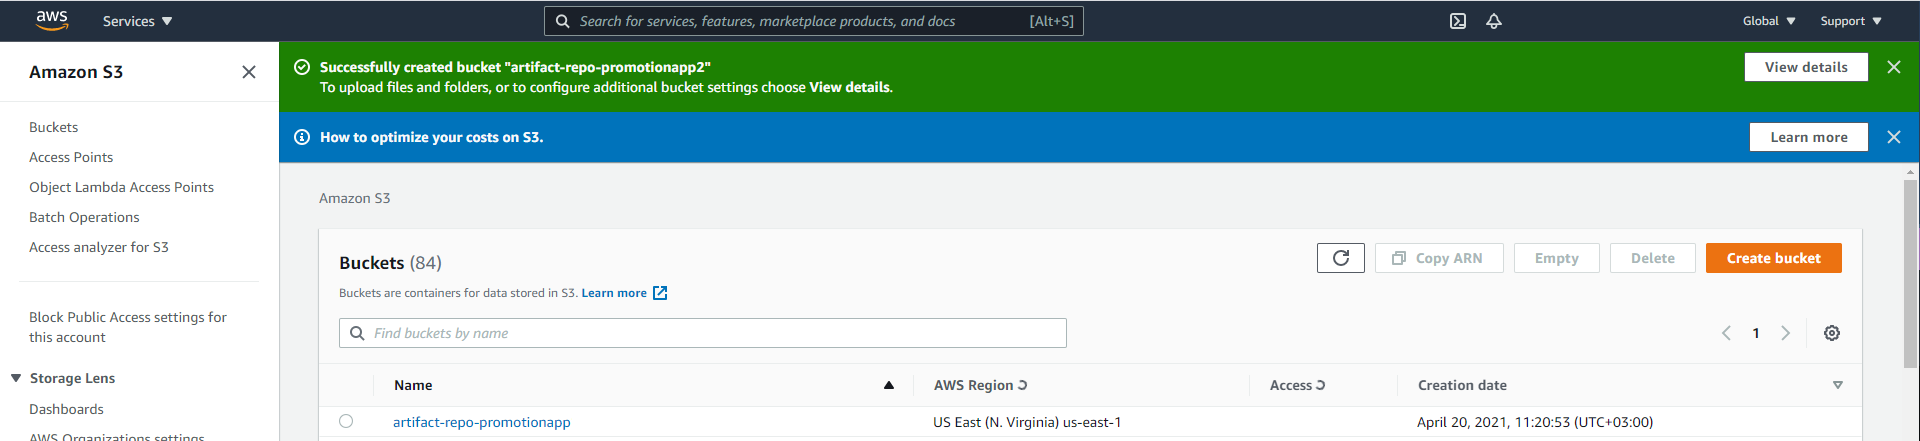 aws Services Search for services, features, marketplace products, and docs [Alt+S] Global Support
Amazon S3
Buckets
Access Points
Object Lambda Access Points
Batch Operations
Access analyzer for S3
Block Public Access settings for
this account
Storage Lens
Dashboards
AWS Organizations settings
Successfully created bucket "artifact-repo-promotionapp2"
To upload files and folders, or to configure additional bucket settings choose View details.
View details
How to optimize your costs on S3.
Learn more
Amazon S3
Buckets (84)
Copy ARN Empty Delete Create bucket
Buckets are containers for data stored in S3. Learn more
Find buckets by name
1
Name AWS Region Access Creation date
artifact-repo-promotionapp US East (N. Virginia) us-east-1 April 20, 2021, 11:20:53 (UTC+03:00)